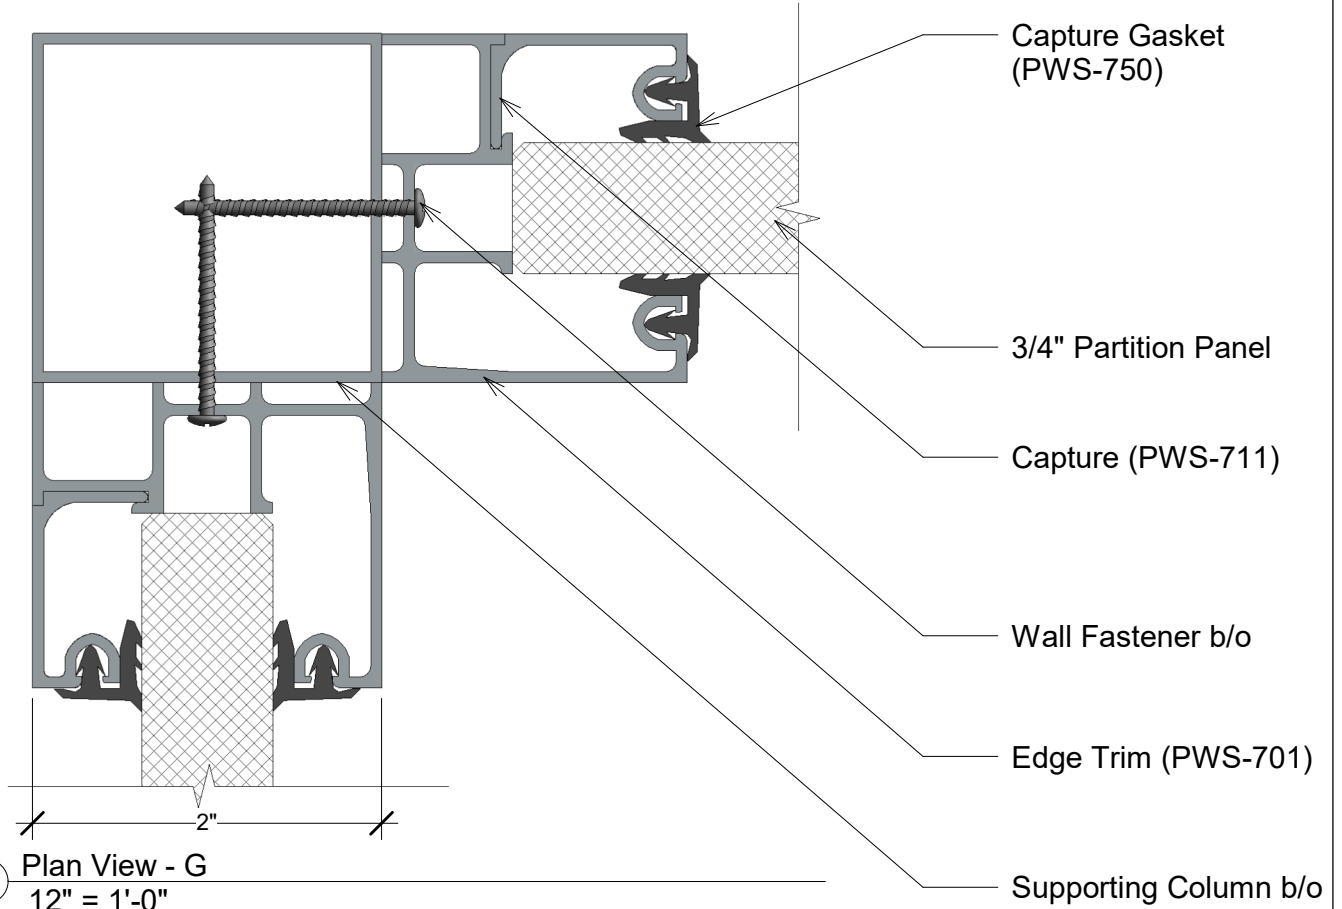 Capture Gasket
(PWS-750)
3/4" Partition Panel
Capture (PWS-711)
Wall Fastener b/o
Edge Trim (PWS-701)
Supporting Column b/o
2"
Plan View - G
12" = 1'-0"